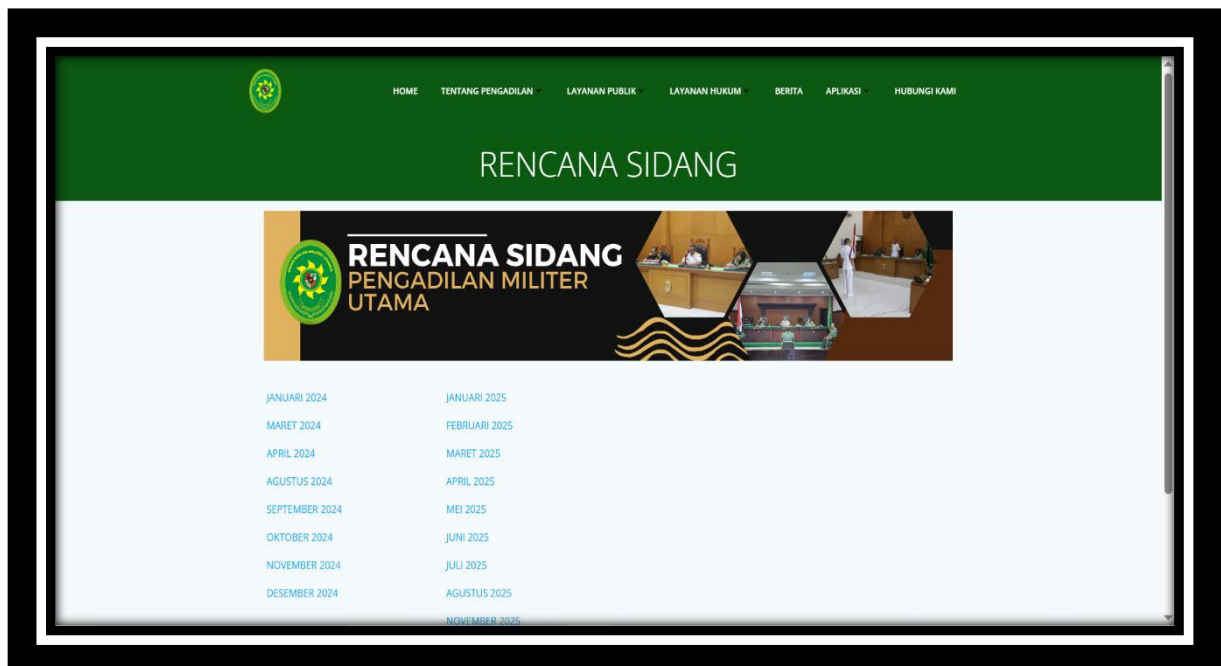 HOME TENTANG PENGADILAN LAYANAN PUBLIK LAYANAN HUKUM BERITA APLIKASI HUBUNGI KAMI
RENCANA SIDANG
RENCANA SIDANG
PENGADILAN MILITER
UTAMA
JANUARI 2024
MARET 2024
APRIL 2024
AGUSTUS 2024
SEPTEMBER 2024
OKTOBER 2024
NOVEMBER 2024
DESEMBER 2024
JANUARI 2025
FEBRUARI 2025
MARET 2025
APRIL 2025
MEI 2025
JUNI 2025
JULI 2025
AGUSTUS 2025
NOVEMBER 2025